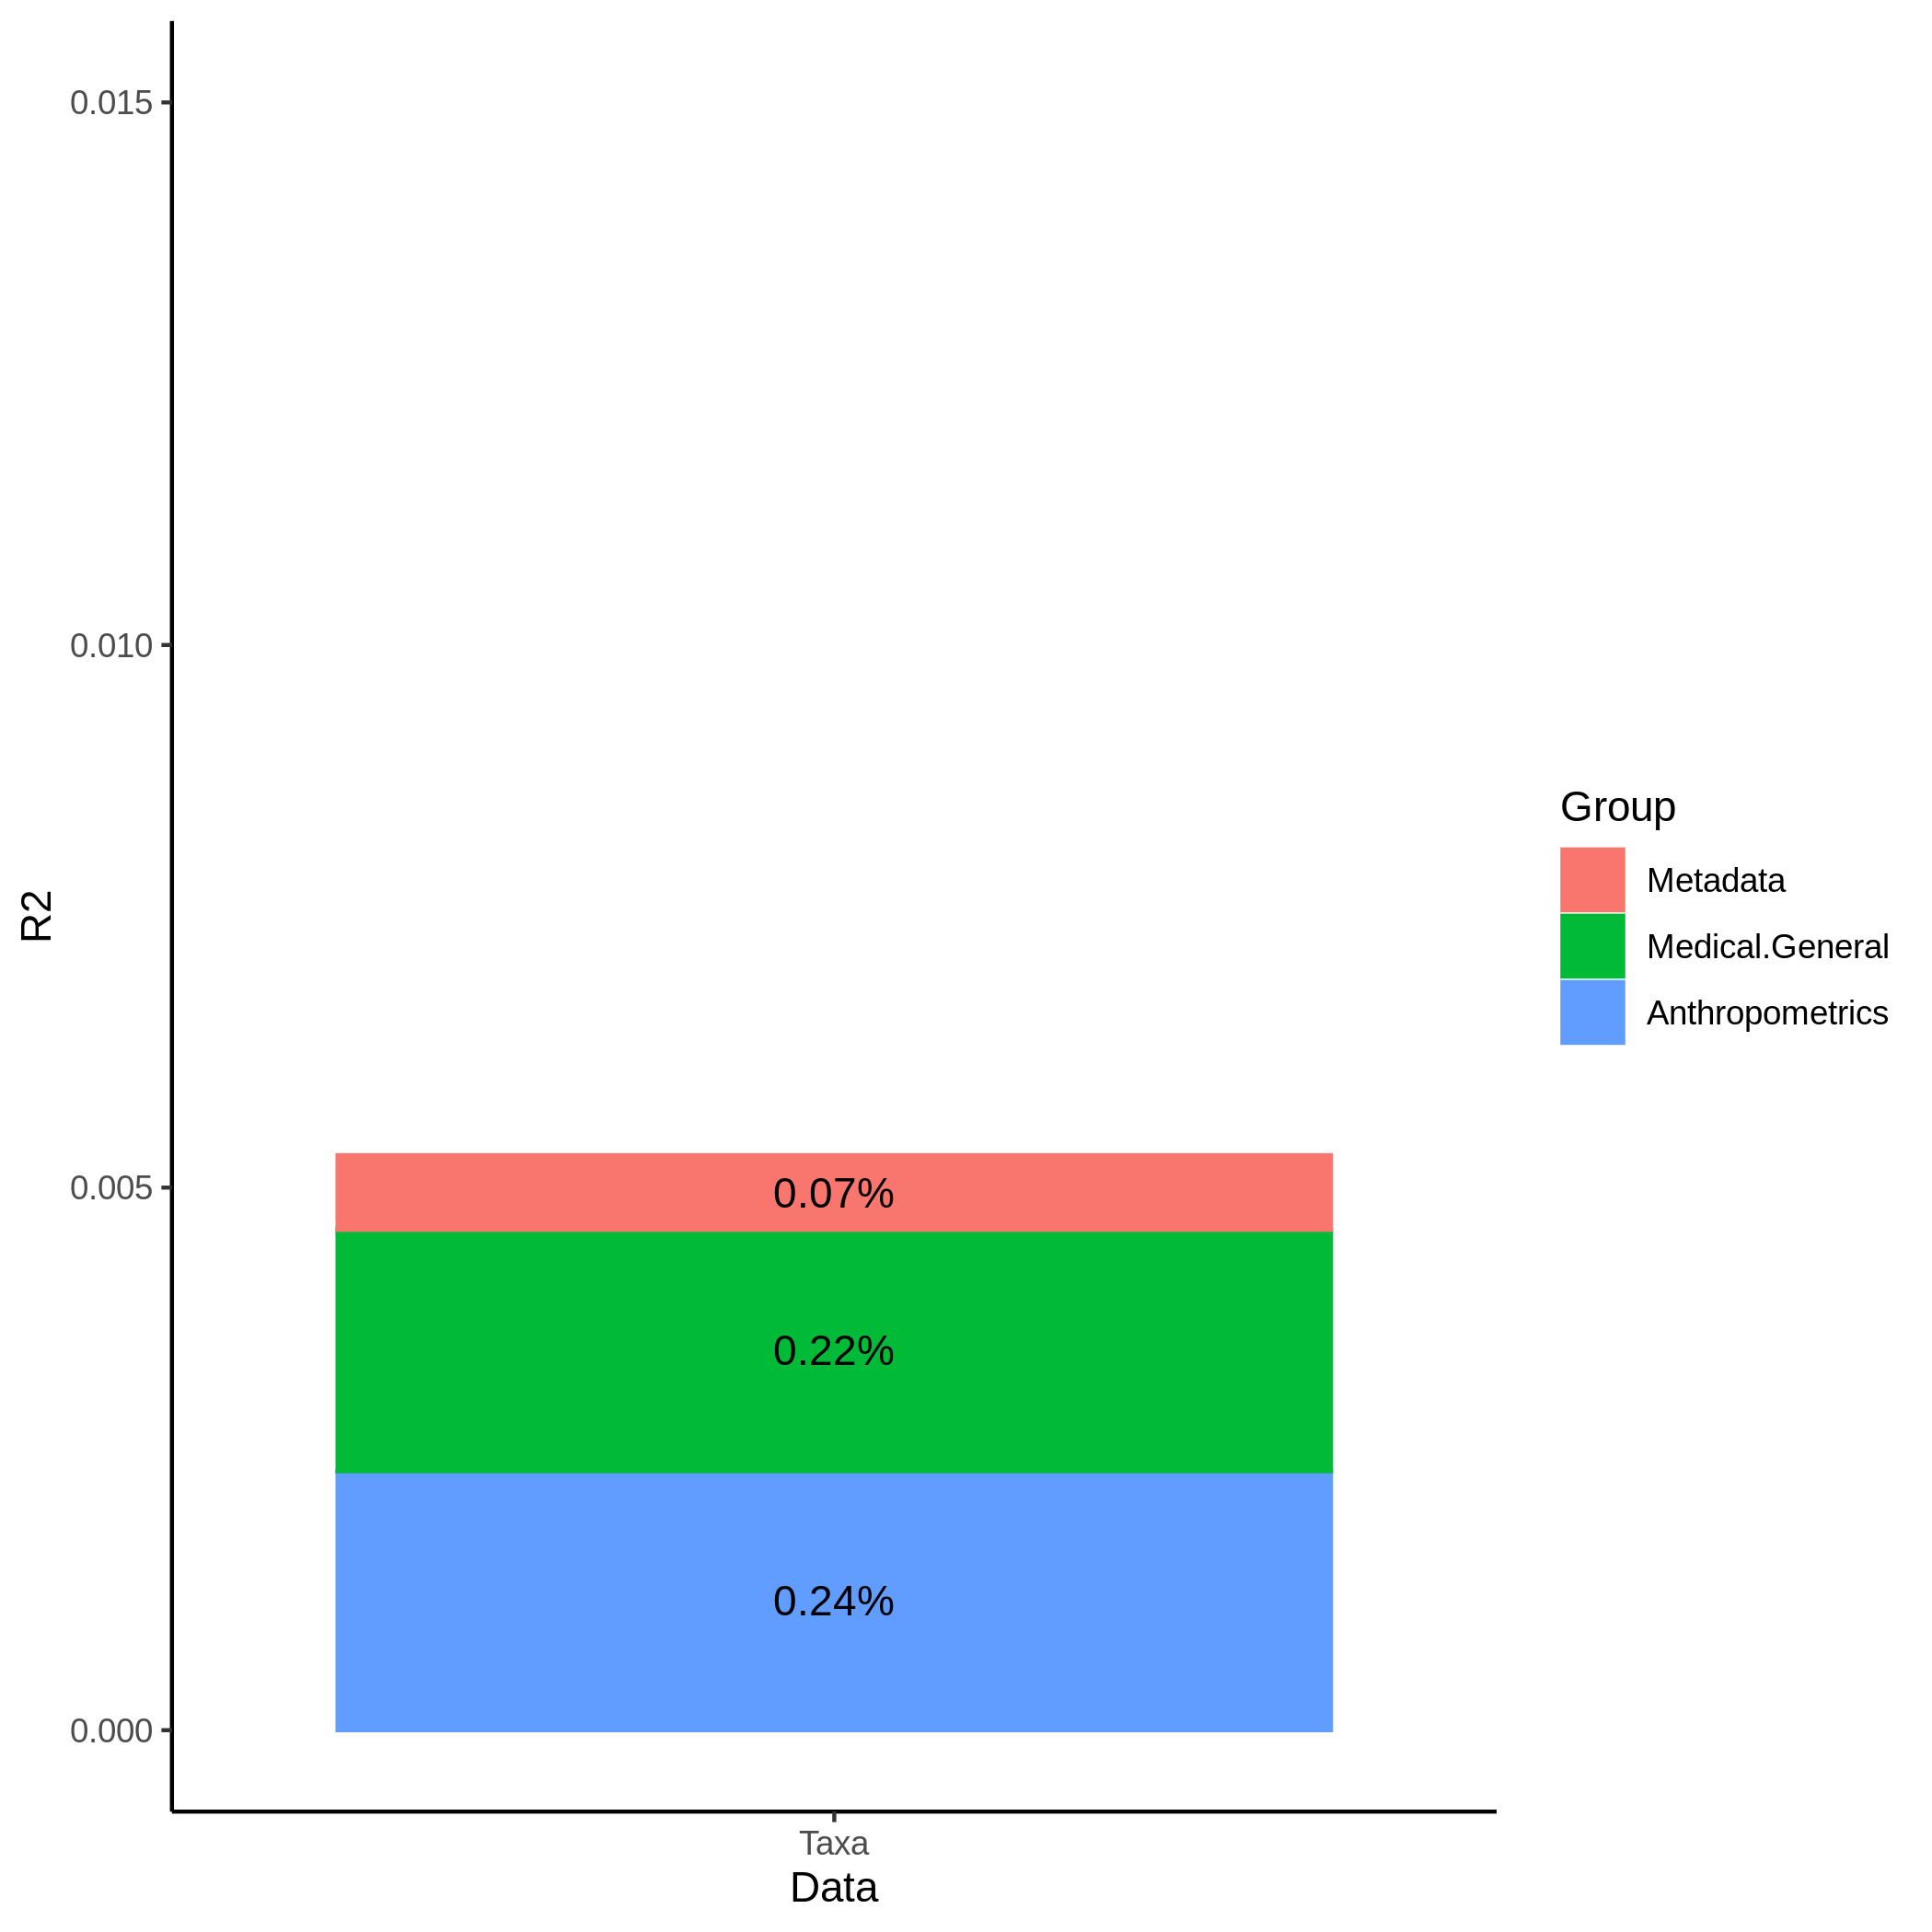 0.015
0.010
0.005
0.000
R2
0.07%
0.22%
0.24%
Taxa
Data
Group
Metadata
Medical.General
Anthropometrics